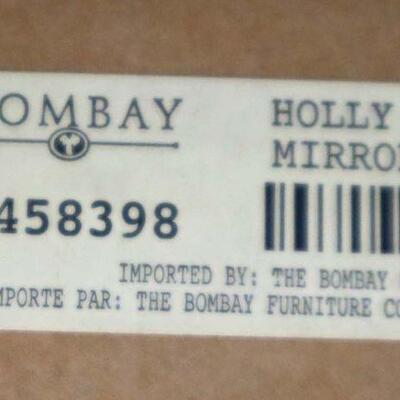 OMBAY
HOLLY
MIRRO
458398
IMPORTED BY: THE BOMBAY
MPORTE PAR: THE BOMBAY FURNITURE CO